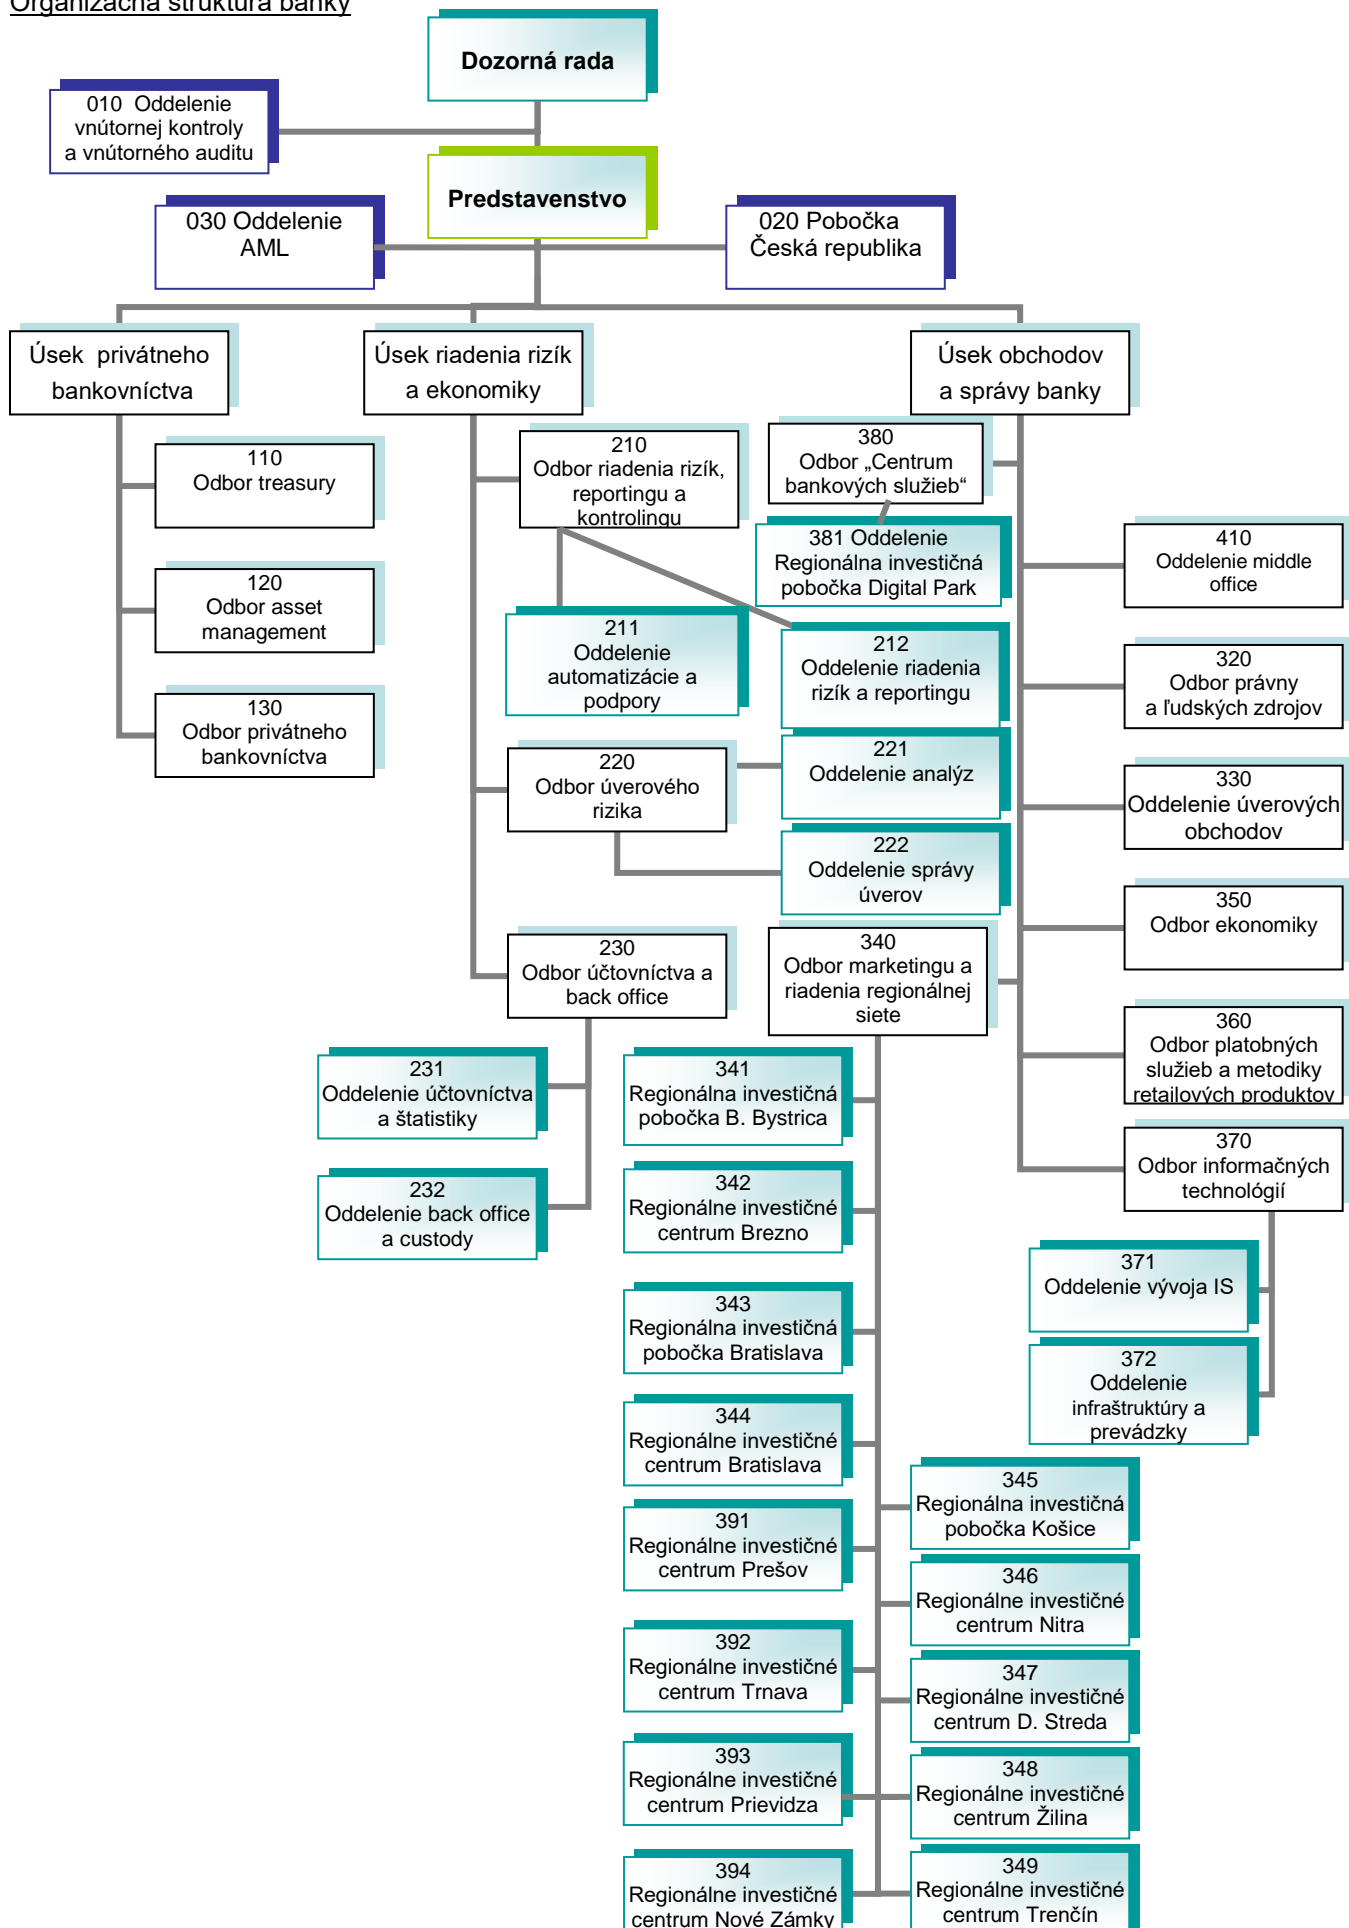 Organizačná štruktúra banky
Dozorná rada
010 Oddelenie
vnútornej kontroly
a vnútorného auditu
Predstavenstvo
030 Oddelenie
AML
020 Pobočka
Česká republika
Úsek privátneho
bankovníctva
Úsek riadenia rizík
a ekonomiky
Úsek obchodov
a správy banky
110
Odbor treasury
120
Odbor asset
management
130
Odbor privátneho
bankovníctva
210
Odbor riadenia rizík,
reportingu a
kontrolingu
211
Oddelenie
automatizácie a
podpory
212
Oddelenie riadenia
rizík a reportingu
220
Odbor úverového
rizika
221
Oddelenie analýz
222
Oddelenie správy
úverov
230
Odbor účtovníctva a
back office
231
Oddelenie účtovníctva
a štatistiky
232
Oddelenie back office
a custody
380
Odbor „Centrum
bankových služieb“
381 Oddelenie
Regionálna investičná
pobočka Digital Park
410
Oddelenie middle
office
320
Odbor právny
a ľudských zdrojov
330
Oddelenie úverových
obchodov
350
Odbor ekonomiky
340
Odbor marketingu a
riadenia regionálnej
siete
360
Odbor platobných
služieb a metodiky
retailových produktov
370
Odbor informačných
technológií
371
Oddelenie vývoja IS
372
Oddelenie
infraštruktúry a
prevádzky
341
Regionálna investičná
pobočka B. Bystrica
342
Regionálne investičné
centrum Brezno
343
Regionálna investičná
pobočka Bratislava
344
Regionálne investičné
centrum Bratislava
391
Regionálne investičné
centrum Prešov
392
Regionálne investičné
centrum Trnava
393
Regionálne investičné
centrum Prievidza
394
Regionálne investičné
centrum Nové Zámky
345
Regionálna investičná
pobočka Košice
346
Regionálne investičné
centrum Nitra
347
Regionálne investičné
centrum D. Streda
348
Regionálne investičné
centrum Žilina
349
Regionálne investičné
centrum Trenčín